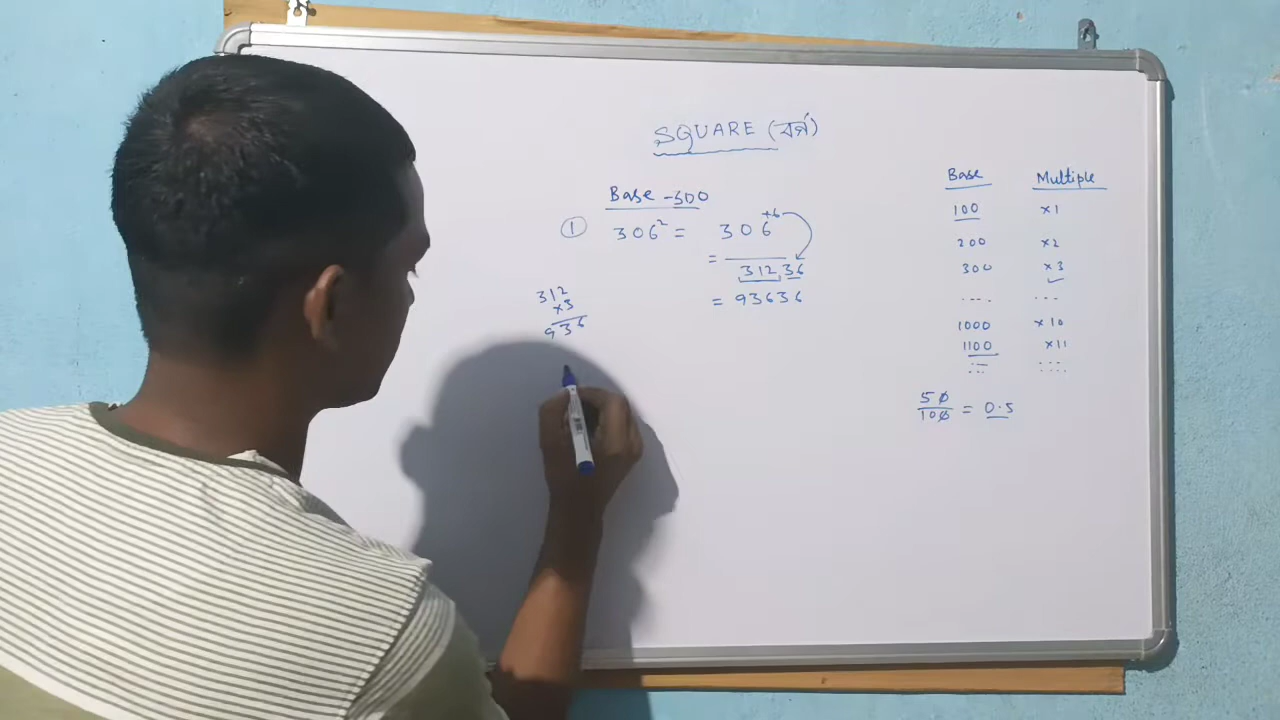 SQUARE (বর্গ)
Base - 300
① 306² = 306 +6
= 312 36
= 93636
312
×3
936
Base Multiple
100 ×1
200 ×2
300 ×3
.... ...
1000 ×10
1100 ×11
... ....
50/100 = 0.5